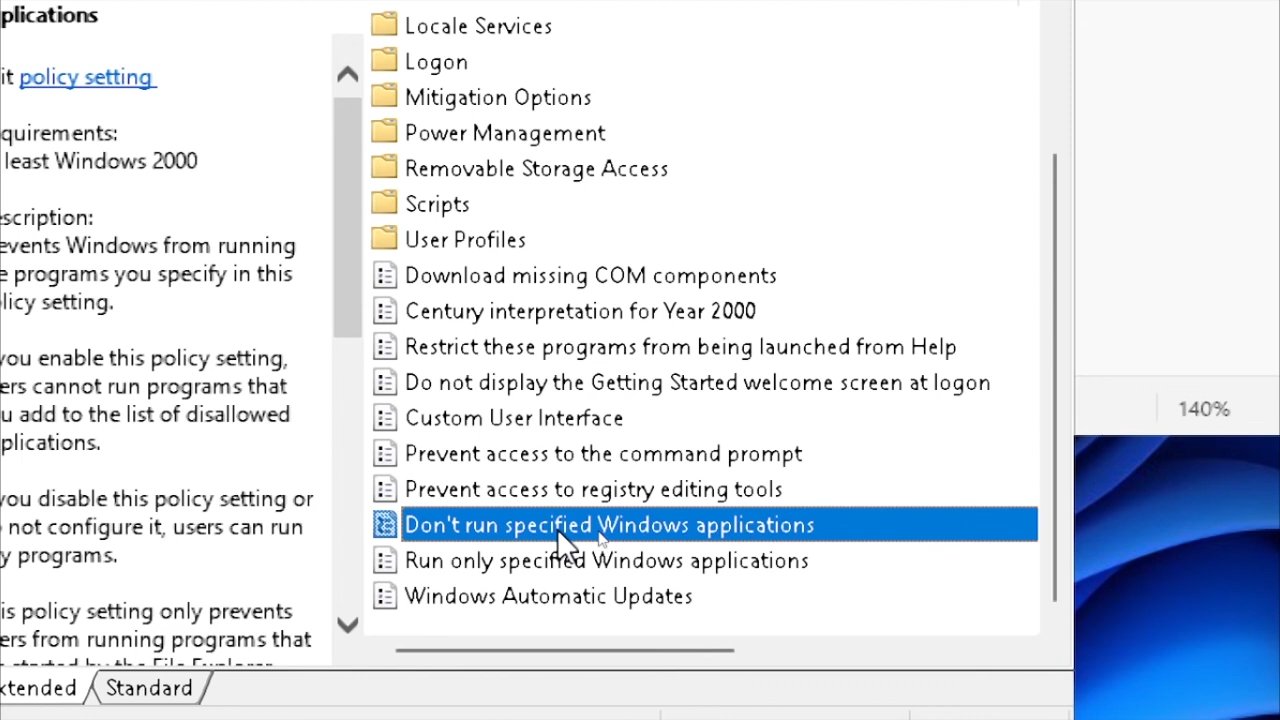 plications
it policy setting
quirements:
least Windows 2000
escription:
events Windows from running
e programs you specify in this
licy setting.
you enable this policy setting,
ers cannot run programs that
u add to the list of disallowed
plications.
you disable this policy setting or
o not configure it, users can run
y programs.
is policy setting only prevents
ers from running programs that
started by the File Explorer
xtended
Standard
Locale Services
Logon
Mitigation Options
Power Management
Removable Storage Access
Scripts
User Profiles
Download missing COM components
Century interpretation for Year 2000
Restrict these programs from being launched from Help
Do not display the Getting Started welcome screen at logon
Custom User Interface
Prevent access to the command prompt
Prevent access to registry editing tools
Don't run specified Windows applications
Run only specified Windows applications
Windows Automatic Updates
140%